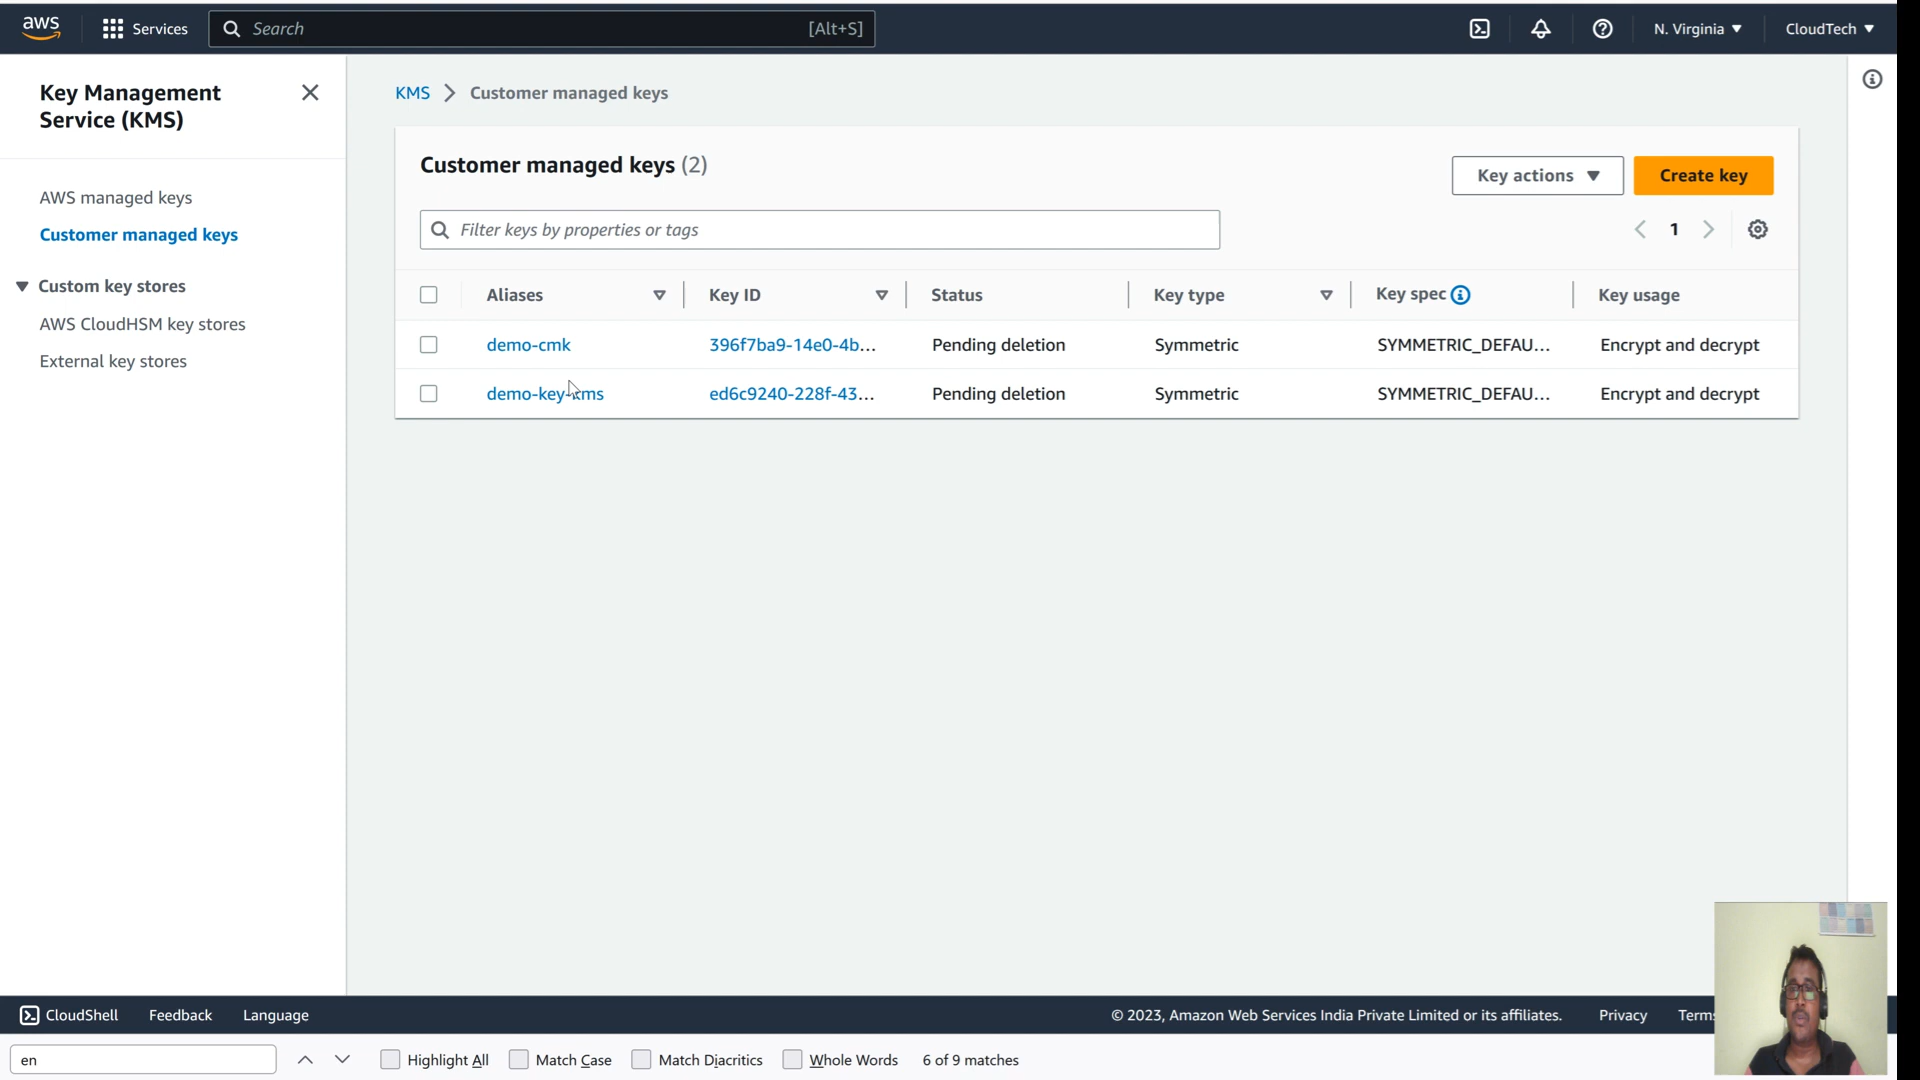 aws
Services
Search
[Alt+S]
N. Virginia
CloudTech
Key Management
Service (KMS)
AWS managed keys
Customer managed keys
Custom key stores
AWS CloudHSM key stores
External key stores
KMS
Customer managed keys
Customer managed keys (2)
Key actions
Create key
Filter keys by properties or tags
1
Aliases
Key ID
Status
Key type
Key spec
Key usage
demo-cmk
396f7ba9-14e0-4b...
Pending deletion
Symmetric
SYMMETRIC_DEFAU...
Encrypt and decrypt
demo-key-kms
ed6c9240-228f-43...
Pending deletion
Symmetric
SYMMETRIC_DEFAU...
Encrypt and decrypt
CloudShell
Feedback
Language
© 2023, Amazon Web Services India Private Limited or its affiliates.
Privacy
Terms
en
Highlight All
Match Case
Match Diacritics
Whole Words
6 of 9 matches